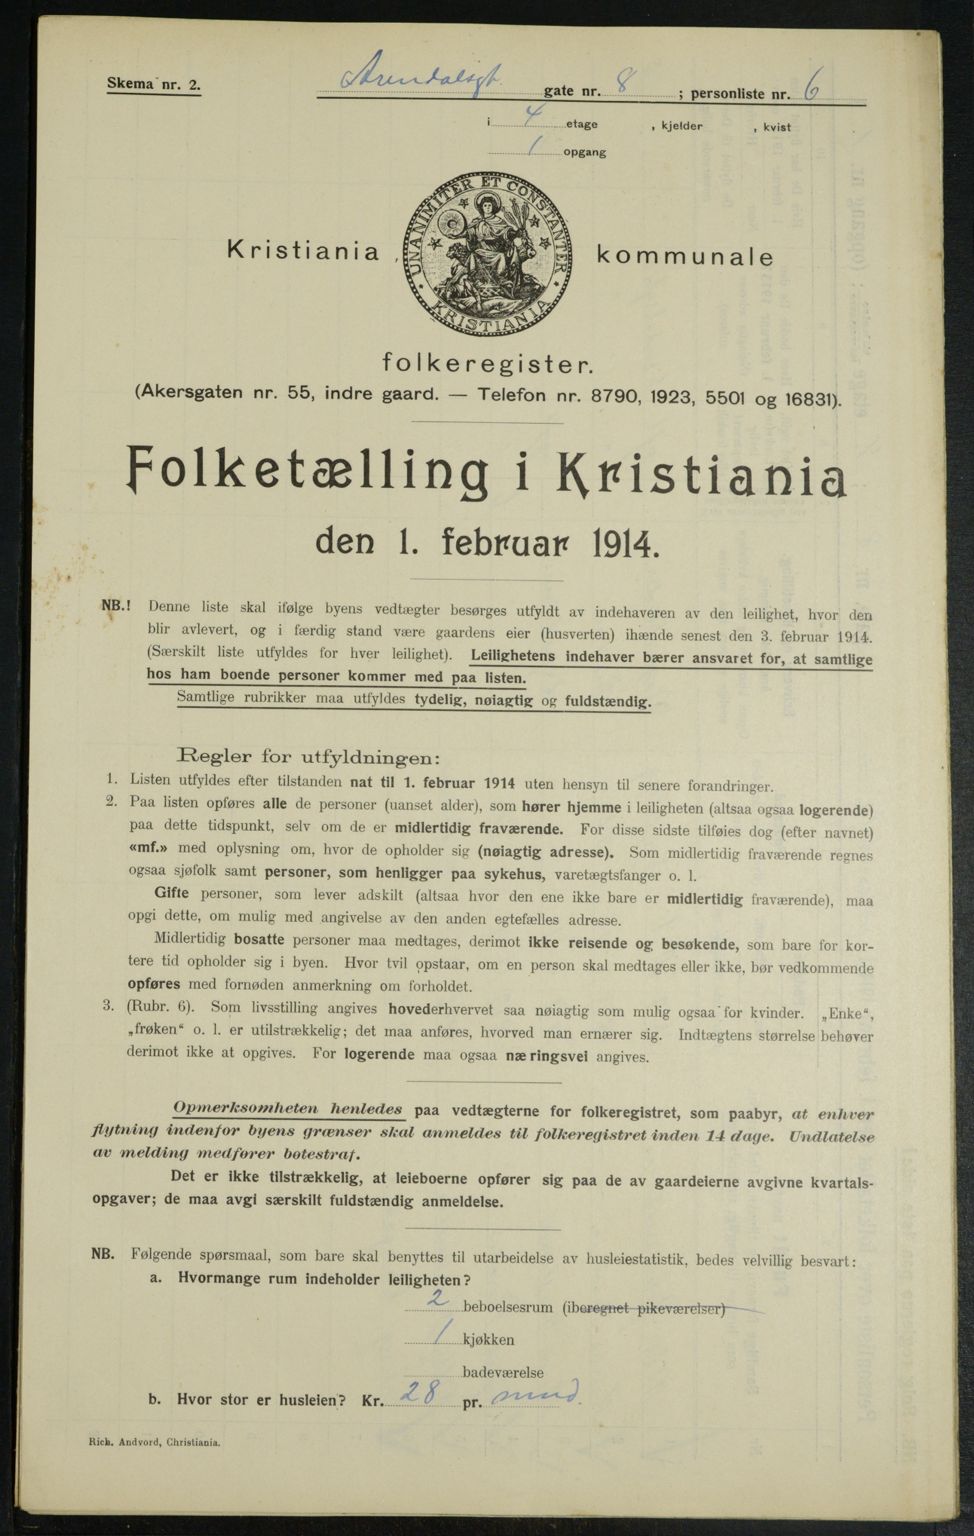 Skema nr. 2.
Arendalsgt. gate nr. 8 ; personliste nr. 6
i 4 etage , kjelder , kvist
1 opgang
UNANIMITER ET CONSTANTER
KRISTIANIA
Kristiania kommunale
folkeregister.
(Akersgaten nr. 55, indre gaard. — Telefon nr. 8790, 1923, 5501 og 16831).
Folketælling i Kristiania
den 1. februar 1914.
NB.! Denne liste skal ifølge byens vedtægter besørges utfyldt av indehaveren av den leilighet, hvor den
blir avlevert, og i færdig stand være gaardens eier (husverten) ihænde senest den 3. februar 1914.
(Særskilt liste utfyldes for hver leilighet). Leilighetens indehaver bærer ansvaret for, at samtlige
hos ham boende personer kommer med paa listen.
Samtlige rubrikker maa utfyldes tydelig, nøiagtig og fuldstændig.
Regler for utfyldningen:
1. Listen utfyldes efter tilstanden nat til 1. februar 1914 uten hensyn til senere forandringer.
2. Paa listen opføres alle de personer (uanset alder), som hører hjemme i leiligheten (altsaa ogsaa logerende)
paa dette tidspunkt, selv om de er midlertidig fraværende. For disse sidste tilføies dog (efter navnet)
«mf.» med oplysning om, hvor de opholder sig (nøiagtig adresse). Som midlertidig fraværende regnes
ogsaa sjøfolk samt personer, som henligger paa sykehus, varetægtsfanger o. l.
Gifte personer, som lever adskilt (altsaa hvor den ene ikke bare er midlertidig fraværende), maa
opgi dette, om mulig med angivelse av den anden egtefælles adresse.
Midlertidig bosatte personer maa medtages, derimot ikke reisende og besøkende, som bare for kor-
tere tid opholder sig i byen. Hvor tvil opstaar, om en person skal medtages eller ikke, bør vedkommende
opføres med fornøden anmerkning om forholdet.
3. (Rubr. 6). Som livsstilling angives hovederhvervet saa nøiagtig som mulig ogsaa for kvinder. „Enke“,
„frøken“ o. l. er utilstrækkelig; det maa anføres, hvorved man ernærer sig. Indtægtens størrelse behøver
derimot ikke at opgives. For logerende maa ogsaa næringsvei angives.
Opmerksomheten henledes paa vedtægterne for folkeregistret, som paabyr, at enhver
flytning indenfor byens grænser skal anmeldes til folkeregistret inden 14 dage. Undlatelse
av melding medfører bøtestraf.
Det er ikke tilstrækkelig, at leieboerne opfører sig paa de av gaardeierne avgivne kvartals-
opgaver; de maa avgi særskilt fuldstændig anmeldelse.
NB. Følgende spørsmaal, som bare skal benyttes til utarbeidelse av husleiestatistik, bedes velvillig besvart:
a. Hvormange rum indeholder leiligheten?
2 beboelsesrum (iberegnet pikeværelser)
1 kjøkken
badeværelse
b. Hvor stor er husleien? Kr. 28 pr. mnd.
Rich. Andvord, Christiania.